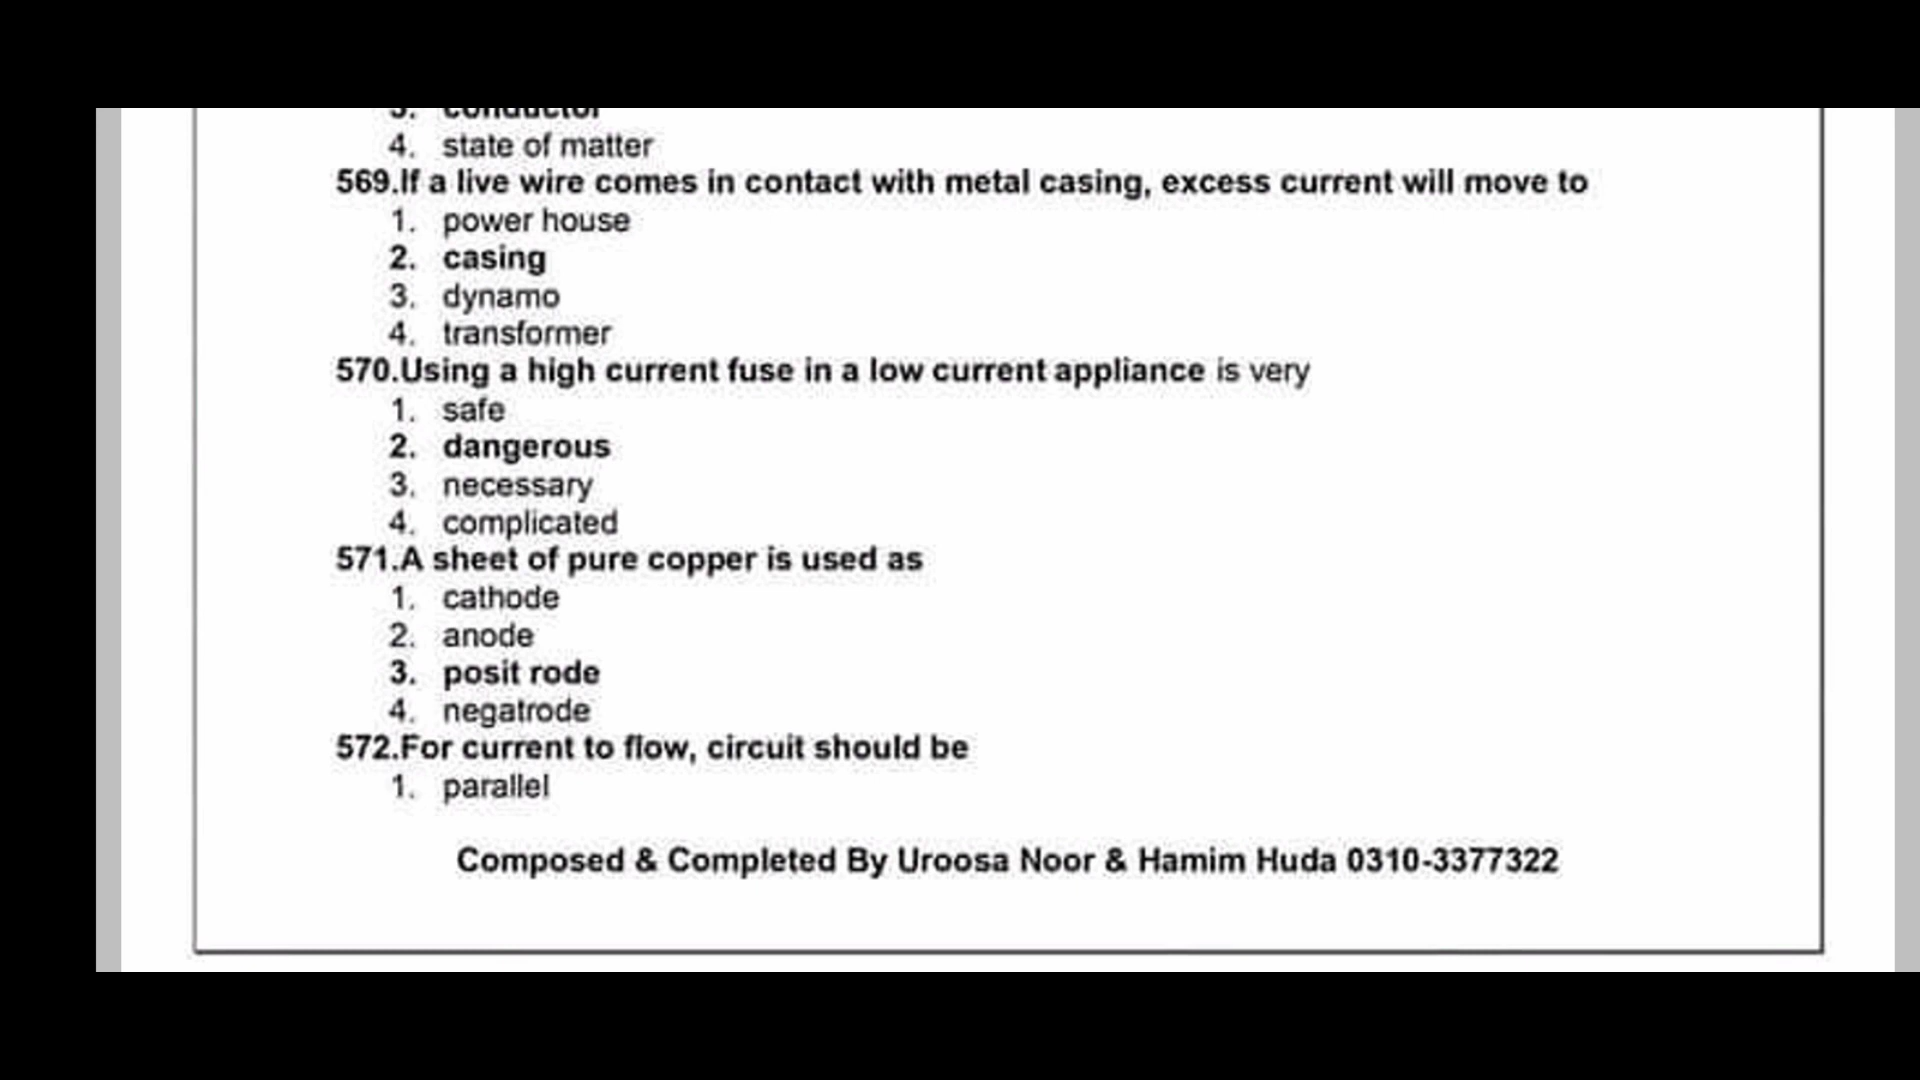 3. conductor
4. state of matter
569.If a live wire comes in contact with metal casing, excess current will move to
1. power house
2. casing
3. dynamo
4. transformer
570.Using a high current fuse in a low current appliance is very
1. safe
2. dangerous
3. necessary
4. complicated
571.A sheet of pure copper is used as
1. cathode
2. anode
3. posit rode
4. negatrode
572.For current to flow, circuit should be
1. parallel
Composed & Completed By Uroosa Noor & Hamim Huda 0310-3377322